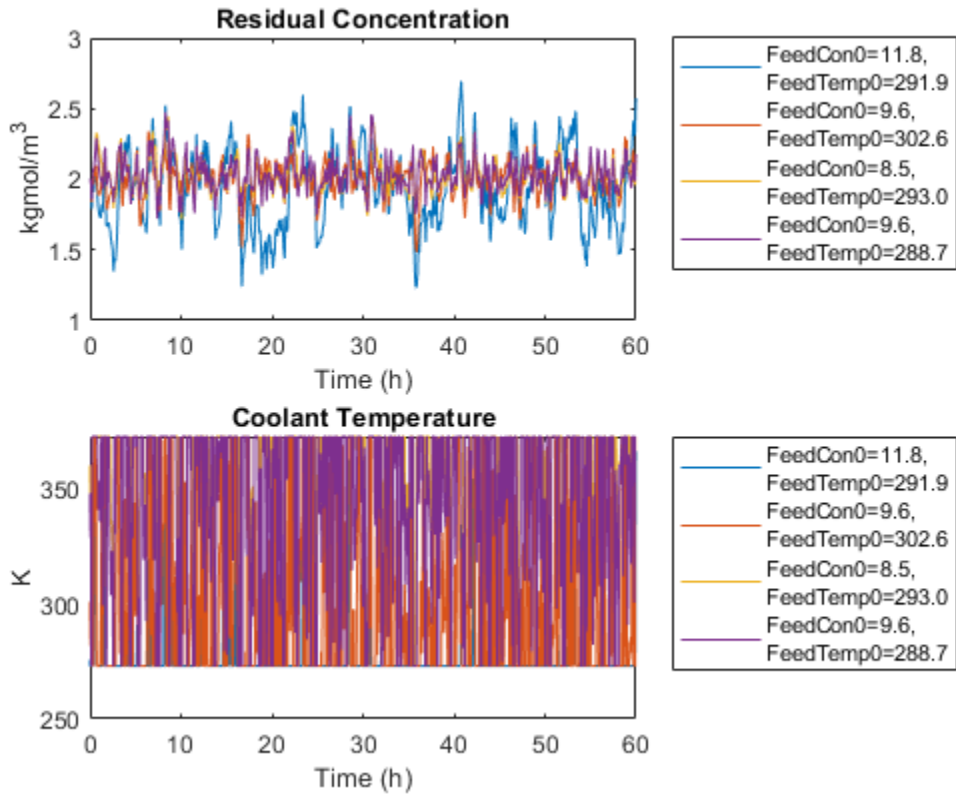 Residual Concentration
3
2.5
2
1.5
1
kgmol/m³
0 10 20 30 40 50 60
Time (h)
FeedCon0=11.8,
FeedTemp0=291.9
FeedCon0=9.6,
FeedTemp0=302.6
FeedCon0=8.5,
FeedTemp0=293.0
FeedCon0=9.6,
FeedTemp0=288.7
Coolant Temperature
350
300
250
K
0 10 20 30 40 50 60
Time (h)
FeedCon0=11.8,
FeedTemp0=291.9
FeedCon0=9.6,
FeedTemp0=302.6
FeedCon0=8.5,
FeedTemp0=293.0
FeedCon0=9.6,
FeedTemp0=288.7